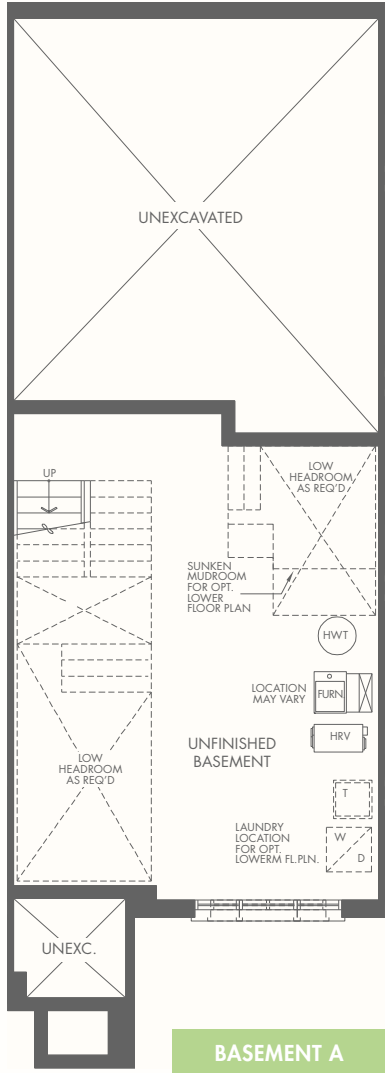 UNEXCAVATED
UP
LOW
HEADROOM
AS REQ'D
SUNKEN
MUDROOM
FOR OPT.
LOWER
FLOOR PLAN
HWT
LOCATION
MAY VARY
FURN.
HRV
UNFINISHED
BASEMENT
LOW
HEADROOM
AS REQ'D
T
LAUNDRY
LOCATION
FOR OPT.
LOWERM FL.PLN.
W
D
UNEXC.
BASEMENT A